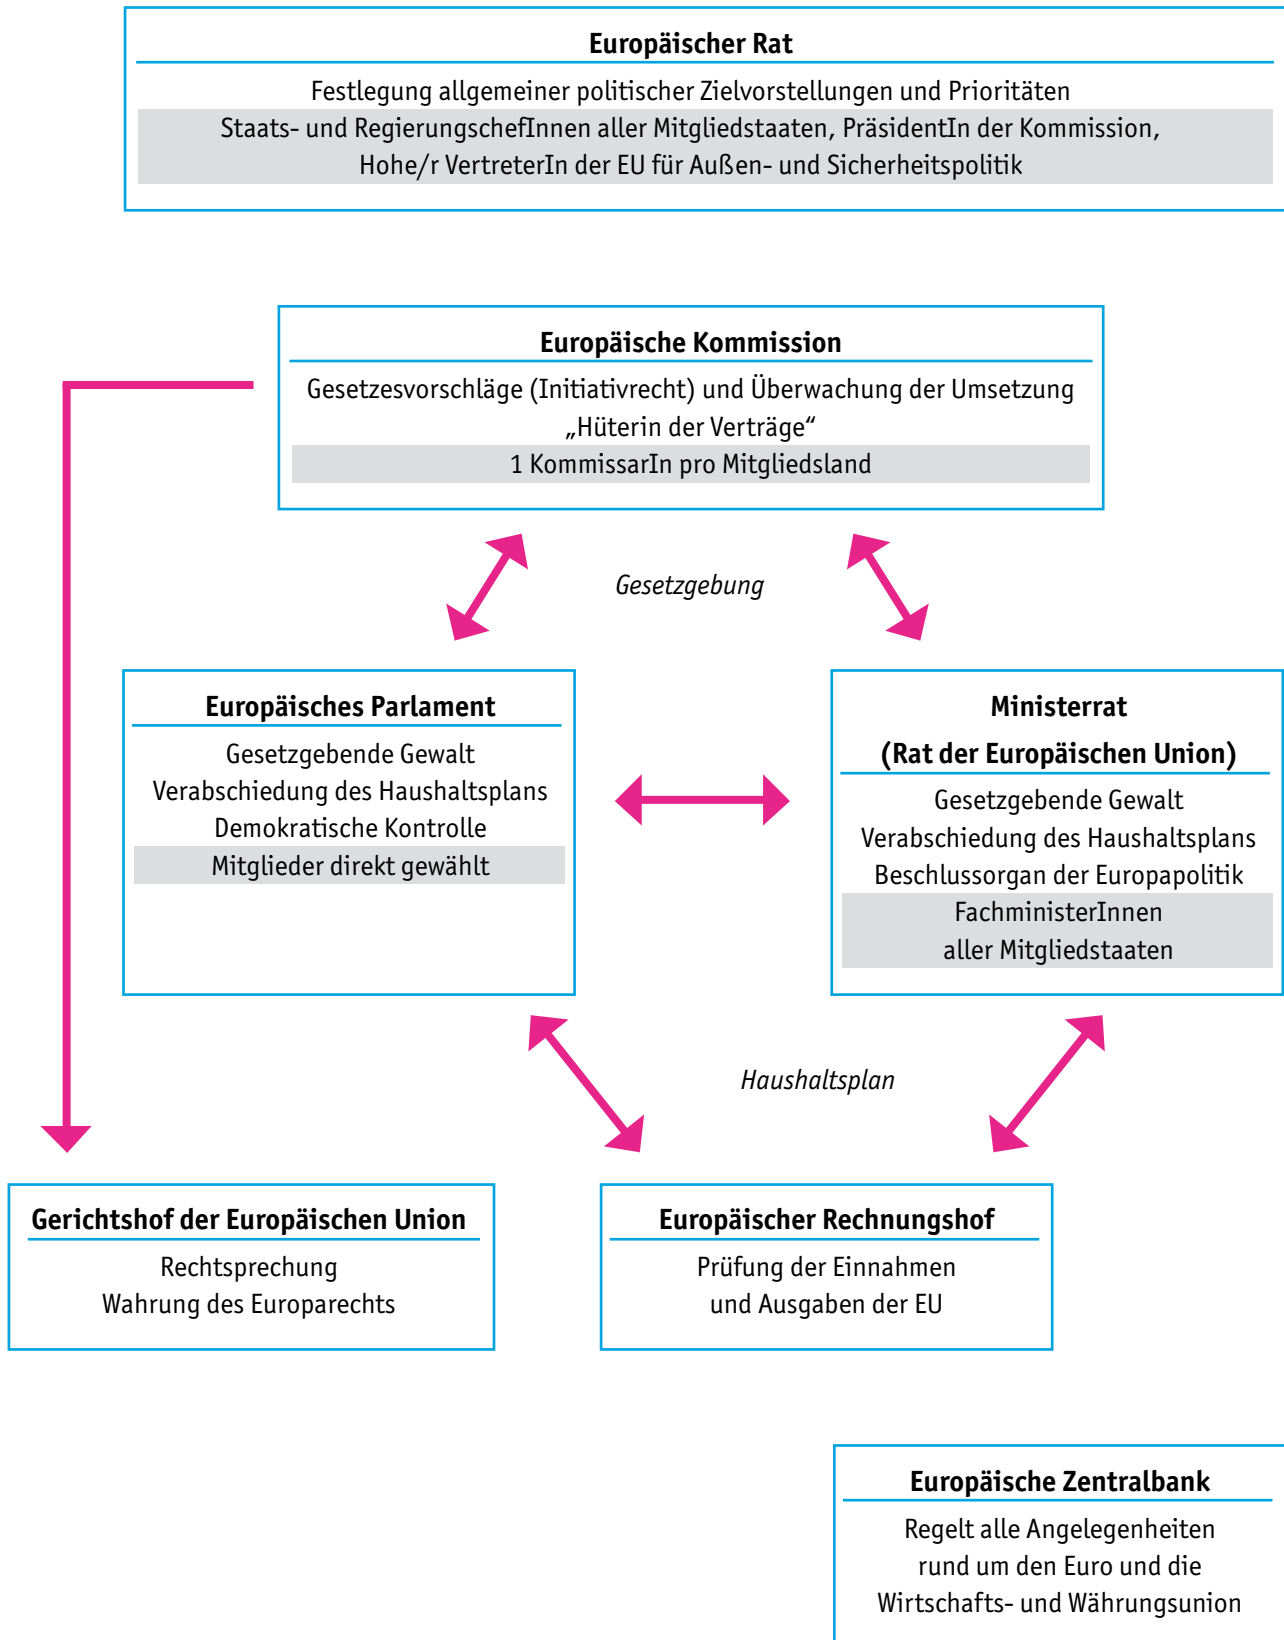 Europäischer Rat
Festlegung allgemeiner politischer Zielvorstellungen und Prioritäten
Staats- und RegierungschefInnen aller Mitgliedstaaten, PräsidentIn der Kommission,
Hohe/r VertreterIn der EU für Außen- und Sicherheitspolitik
Europäische Kommission
Gesetzesvorschläge (Initiativrecht) und Überwachung der Umsetzung
„Hüterin der Verträge“
1 KommissarIn pro Mitgliedsland
Gesetzgebung
Europäisches Parlament
Gesetzgebende Gewalt
Verabschiedung des Haushaltsplans
Demokratische Kontrolle
Mitglieder direkt gewählt
Ministerrat
(Rat der Europäischen Union)
Gesetzgebende Gewalt
Verabschiedung des Haushaltsplans
Beschlussorgan der Europapolitik
FachministerInnen
aller Mitgliedstaaten
Haushaltsplan
Gerichtshof der Europäischen Union
Rechtsprechung
Wahrung des Europarechts
Europäischer Rechnungshof
Prüfung der Einnahmen
und Ausgaben der EU
Europäische Zentralbank
Regelt alle Angelegenheiten
rund um den Euro und die
Wirtschafts- und Währungsunion